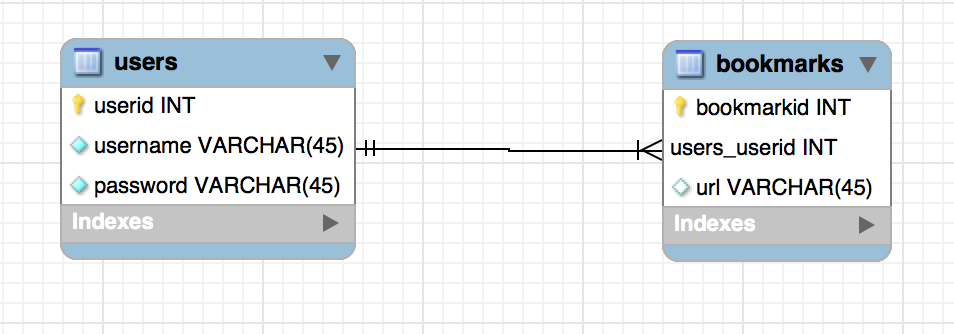 users
userid INT
username VARCHAR(45)
password VARCHAR(45)
Indexes
bookmarks
bookmarkid INT
users_userid INT
url VARCHAR(45)
Indexes